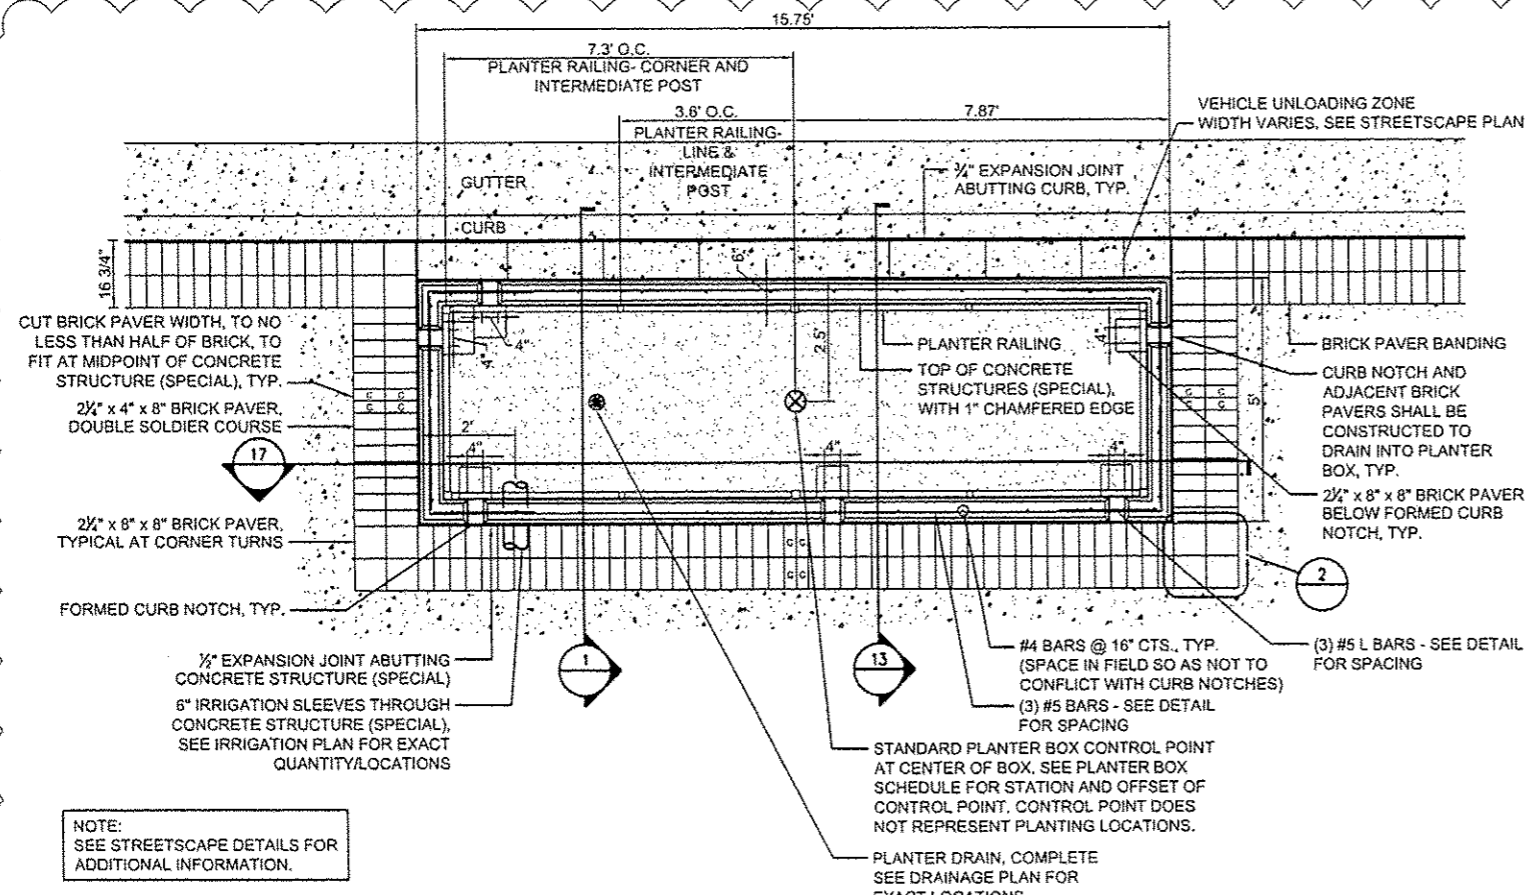 15.75'
7.3' O.C.
PLANTER RAILING- CORNER AND
INTERMEDIATE POST
3.6' O.C.
PLANTER RAILING-
LINE &
INTERMEDIATE
POST
7.87'
VEHICLE UNLOADING ZONE
WIDTH VARIES, SEE STREETSCAPE PLAN
GUTTER
¾" EXPANSION JOINT
ABUTTING CURB, TYP.
CURB
16 3/4"
6"
4"
4"
4"
2.5'
4"
5'
CUT BRICK PAVER WIDTH, TO NO
LESS THAN HALF OF BRICK, TO
FIT AT MIDPOINT OF CONCRETE
STRUCTURE (SPECIAL), TYP.
2¼" x 4" x 8" BRICK PAVER,
DOUBLE SOLDIER COURSE
PLANTER RAILING
TOP OF CONCRETE
STRUCTURES (SPECIAL),
WITH 1" CHAMFERED EDGE
BRICK PAVER BANDING
CURB NOTCH AND
ADJACENT BRICK
PAVERS SHALL BE
CONSTRUCTED TO
DRAIN INTO PLANTER
BOX, TYP.
C C
C C
C C
C C
2'
17
4"
4"
4"
2¼" x 8" x 8" BRICK PAVER
BELOW FORMED CURB
NOTCH, TYP.
2¼" x 8" x 8" BRICK PAVER,
TYPICAL AT CORNER TURNS
C C
C C
2
FORMED CURB NOTCH, TYP.
½" EXPANSION JOINT ABUTTING
CONCRETE STRUCTURE (SPECIAL)
1
13
#4 BARS @ 16" CTS., TYP.
(SPACE IN FIELD SO AS NOT TO
CONFLICT WITH CURB NOTCHES)
(3) #5 L BARS - SEE DETAIL
FOR SPACING
6" IRRIGATION SLEEVES THROUGH
CONCRETE STRUCTURE (SPECIAL),
SEE IRRIGATION PLAN FOR EXACT
QUANTITY/LOCATIONS
(3) #5 BARS - SEE DETAIL
FOR SPACING
STANDARD PLANTER BOX CONTROL POINT
AT CENTER OF BOX, SEE PLANTER BOX
SCHEDULE FOR STATION AND OFFSET OF
CONTROL POINT. CONTROL POINT DOES
NOT REPRESENT PLANTING LOCATIONS.
NOTE:
SEE STREETSCAPE DETAILS FOR
ADDITIONAL INFORMATION.
PLANTER DRAIN, COMPLETE
SEE DRAINAGE PLAN FOR
EXACT LOCATIONS